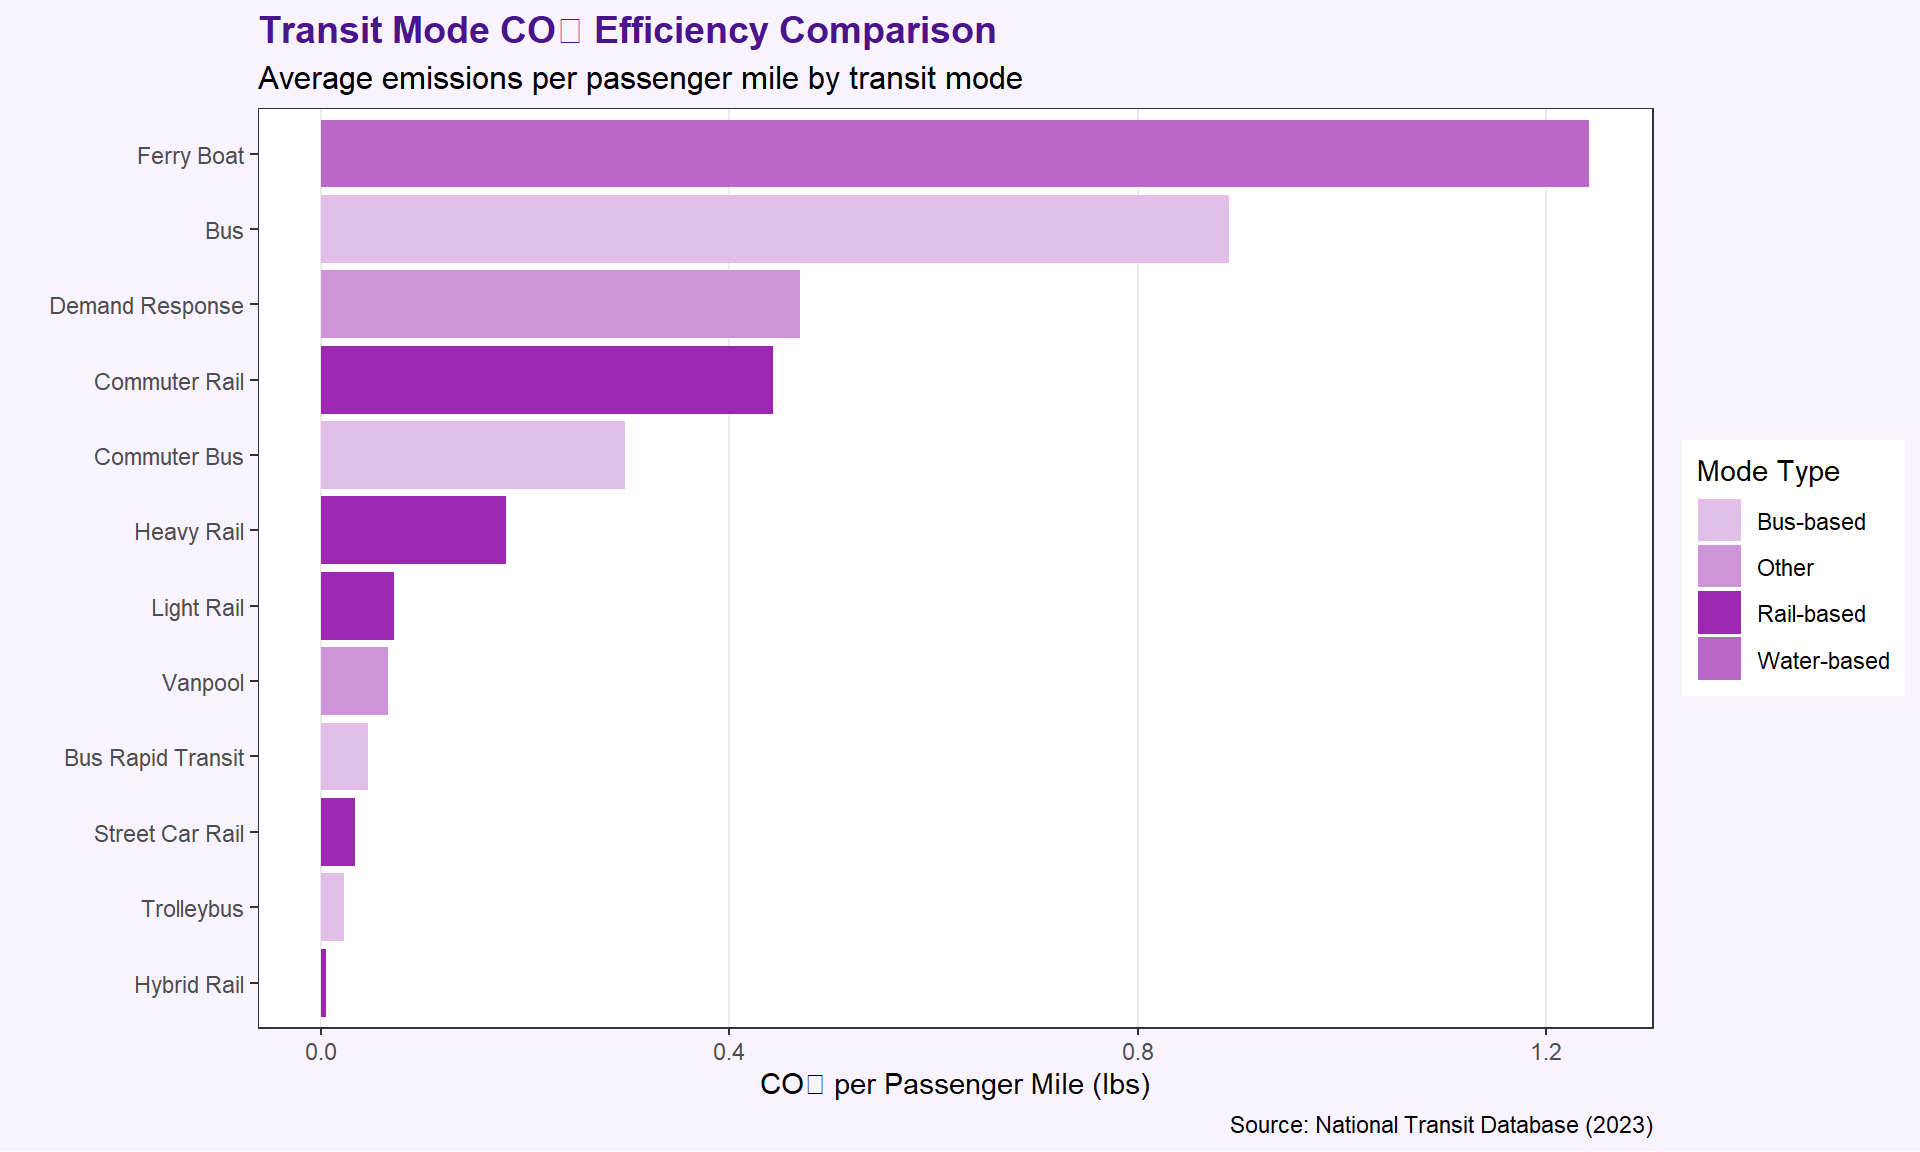 Transit Mode CO▯ Efficiency Comparison
Average emissions per passenger mile by transit mode
Ferry Boat
Bus
Demand Response
Commuter Rail
Commuter Bus
Heavy Rail
Light Rail
Vanpool
Bus Rapid Transit
Street Car Rail
Trolleybus
Hybrid Rail
0.0 0.4 0.8 1.2
CO▯ per Passenger Mile (lbs)
Mode Type
Bus-based
Other
Rail-based
Water-based
Source: National Transit Database (2023)